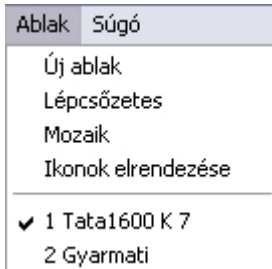 Ablak Súgó
Új ablak
Lépcsőzetes
Mozaik
Ikonok elrendezése
1 Tata1600 K 7
2 Gyarmati